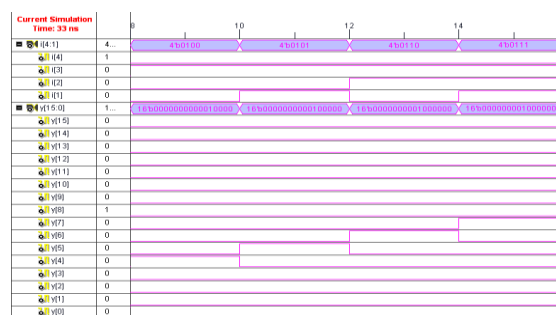 Current Simulation
Time: 33 ns
8 10 12 14
i[4:1] 4... 4'b0100 4'b0101 4'b0110 4'b0111
i[4] 1
i[3] 0
i[2] 0
i[1] 0
y[15:0] 1... 16'b0000000000010000 16'b0000000000100000 16'b0000000001000000 16'b000000001000000
y[15] 0
y[14] 0
y[13] 0
y[12] 0
y[11] 0
y[10] 0
y[9] 0
y[8] 1
y[7] 0
y[6] 0
y[5] 0
y[4] 0
y[3] 0
y[2] 0
y[1] 0
y[0] 0